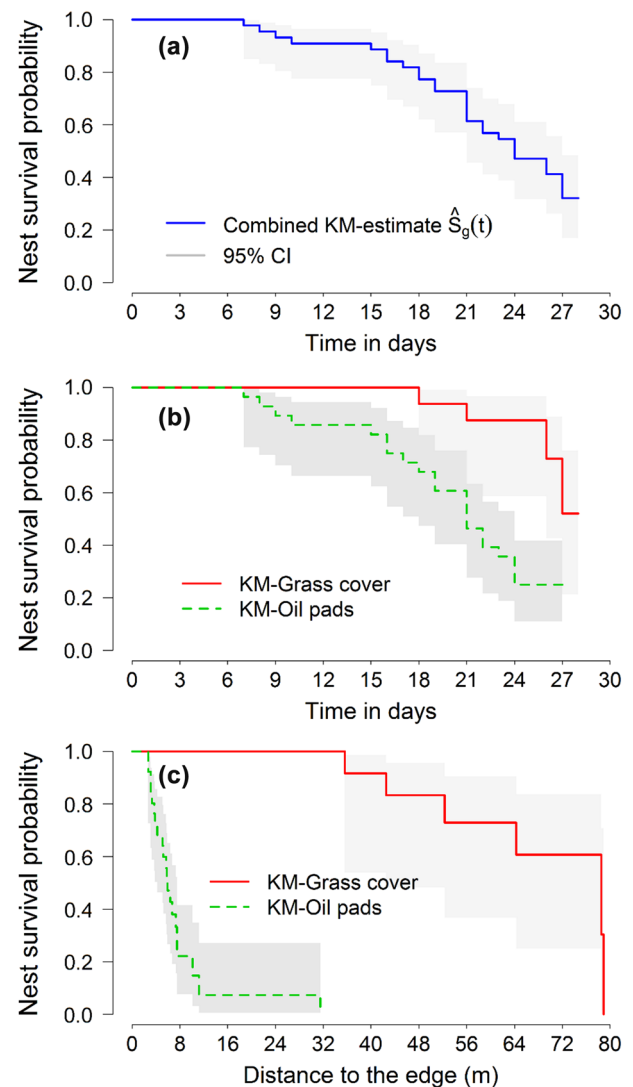 (a)
Nest survival probability
1.0
0.8
0.6
0.4
0.2
0.0
Combined KM-estimate Ŝg(t)
95% CI
0 3 6 9 12 15 18 21 24 27 30
Time in days
(b)
Nest survival probability
1.0
0.8
0.6
0.4
0.2
0.0
KM-Grass cover
KM-Oil pads
0 3 6 9 12 15 18 21 24 27 30
Time in days
(c)
Nest survival probability
1.0
0.8
0.6
0.4
0.2
0.0
KM-Grass cover
KM-Oil pads
0 8 16 24 32 40 48 56 64 72 80
Distance to the edge (m)